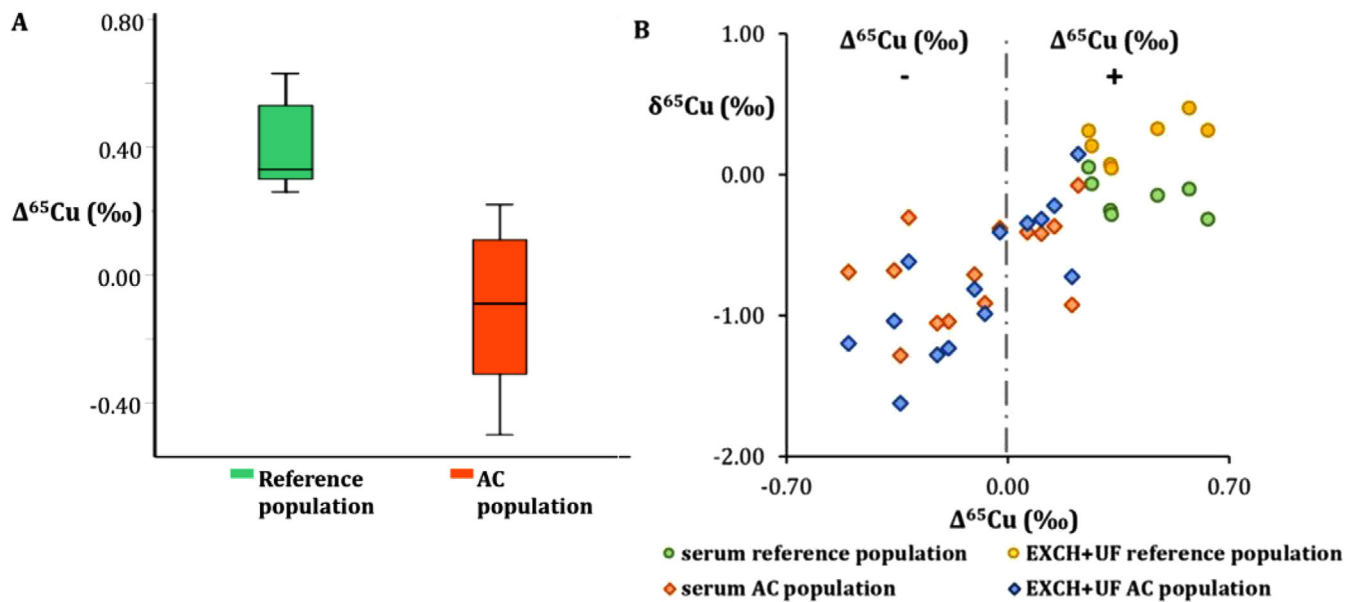 A
0.80
0.40
Δ⁶⁵Cu (‰)
0.00
-0.40
Reference
population
AC
population
B
1.00
Δ⁶⁵Cu (‰)
-
Δ⁶⁵Cu (‰)
+
δ⁶⁵Cu (‰)
0.00
-1.00
-2.00
-0.70
0.00
0.70
Δ⁶⁵Cu (‰)
serum reference population
EXCH+UF reference population
serum AC population
EXCH+UF AC population